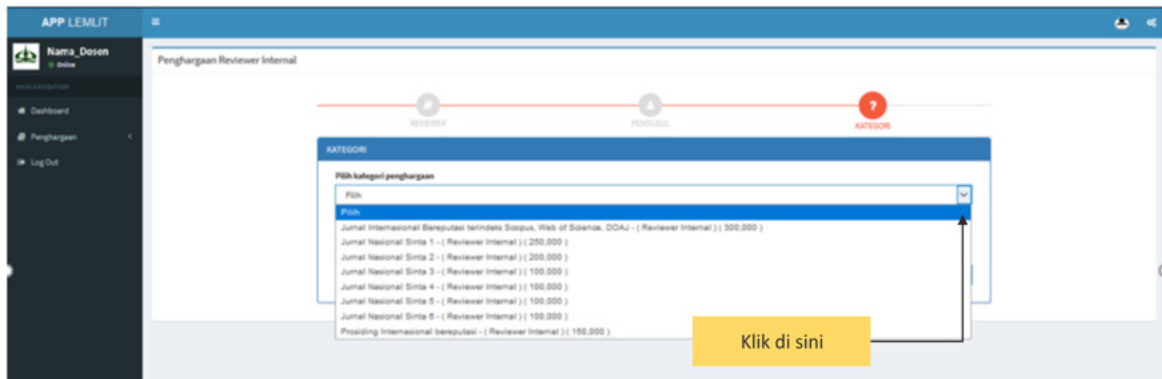 APP LEMLIT
Nama_Dosen
Online
MAIN NAVIGATION
Dashboard
Penghargaan
Log Out
Penghargaan Reviewer Internal
REVIEWER
PENGUSUL
?
KATEGORI
KATEGORI
Pilih kategori penghargaan
Pilih
Pilih
Jurnal Internasional Bereputasi terindeks Scopus, Web of Science, DOAJ - ( Reviewer Internal ) ( 300,000 )
Jurnal Nasional Sinta 1 - ( Reviewer Internal ) ( 250,000 )
Jurnal Nasional Sinta 2 - ( Reviewer Internal ) ( 200,000 )
Jurnal Nasional Sinta 3 - ( Reviewer Internal ) ( 100,000 )
Jurnal Nasional Sinta 4 - ( Reviewer Internal ) ( 100,000 )
Jurnal Nasional Sinta 5 - ( Reviewer Internal ) ( 100,000 )
Jurnal Nasional Sinta 6 - ( Reviewer Internal ) ( 100,000 )
Prosiding Internasional bereputasi - ( Reviewer Internal ) ( 150,000 )
Klik di sini